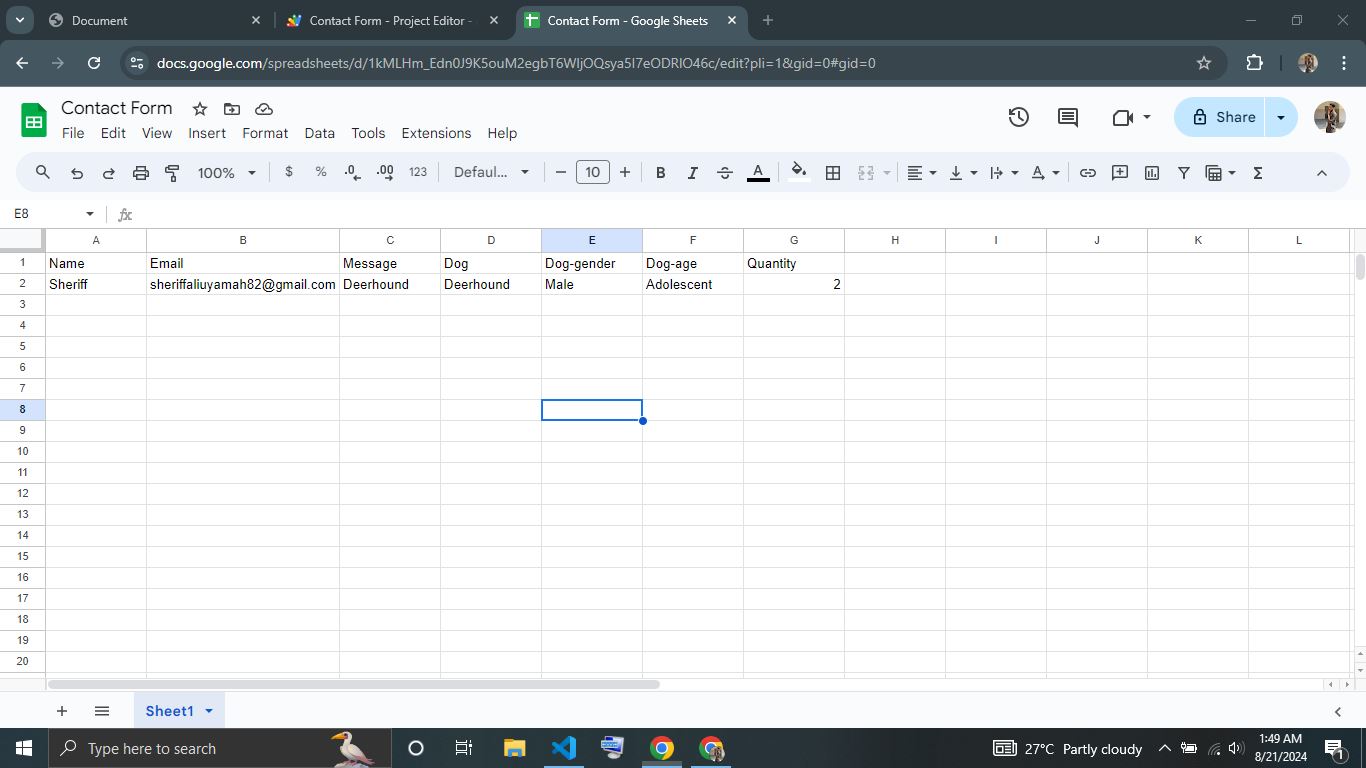 Document
Contact Form - Project Editor -
Contact Form - Google Sheets
docs.google.com/spreadsheets/d/1kMLHm_Edn0J9K5ouM2egbT6WIjOQsya5I7eODRIO46c/edit?pli=1&gid=0#gid=0
Contact Form
File Edit View Insert Format Data Tools Extensions Help
Share
100% $ % .0 .00 123 Defaul... 10 B I S A A Σ
E8 fx
A B C D E F G H I J K L
1 Name Email Message Dog Dog-gender Dog-age Quantity
2 Sheriff sheriffaliuyamah82@gmail.com Deerhound Deerhound Male Adolescent 2
3
4
5
6
7
8
9
10
11
12
13
14
15
16
17
18
19
20
Sheet1
Type here to search
27°C Partly cloudy
1:49 AM
8/21/2024
1